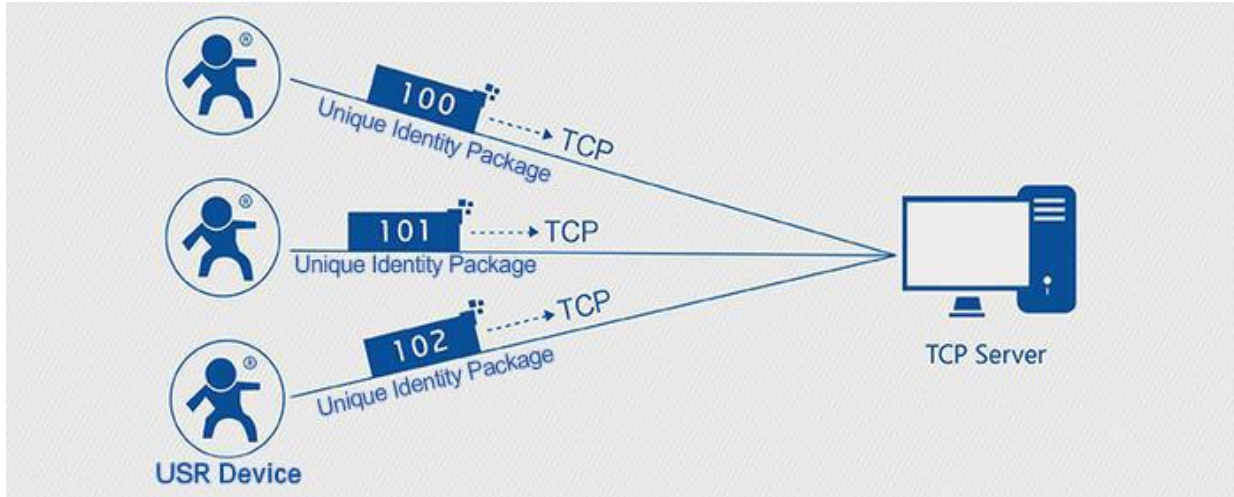 ®
100
TCP
Unique Identity Package
®
101
TCP
Unique Identity Package
®
102
TCP
Unique Identity Package
USR Device
TCP Server